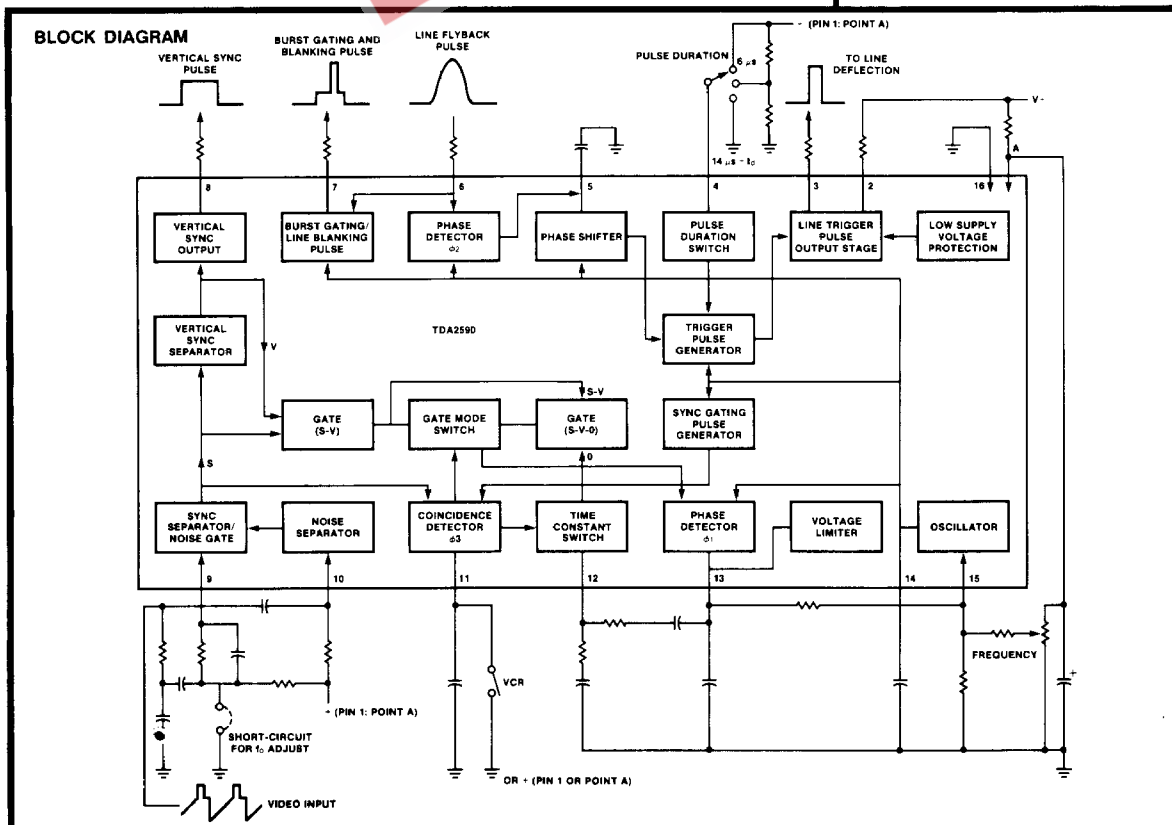 BLOCK DIAGRAM
VERTICAL SYNC
PULSE
BURST GATING AND
BLANKING PULSE
LINE FLYBACK
PULSE
PULSE DURATION
6 μs
- (PIN 1: POINT A)
TO LINE
DEFLECTION
V-
A
14 μs - t₀
8
7
6
5
4
3
2
16
1
VERTICAL
SYNC
OUTPUT
BURST GATING/
LINE BLANKING
PULSE
PHASE
DETECTOR
φ2
PHASE SHIFTER
PULSE
DURATION
SWITCH
LINE TRIGGER
PULSE
OUTPUT STAGE
LOW SUPPLY
VOLTAGE
PROTECTION
VERTICAL
SYNC
SEPARATOR
V
TDA2590
TRIGGER
PULSE
GENERATOR
S-V
GATE
(S-V)
GATE MODE
SWITCH
GATE
(S-V-0)
SYNC GATING
PULSE
GENERATOR
S
0
SYNC
SEPARATOR/
NOISE GATE
NOISE
SEPARATOR
COINCIDENCE
DETECTOR
φ3
TIME
CONSTANT
SWITCH
PHASE
DETECTOR
φ1
VOLTAGE
LIMITER
OSCILLATOR
9
10
11
12
13
14
15
FREQUENCY
+
VCR
+ (PIN 1: POINT A)
SHORT-CIRCUIT
FOR f₀ ADJUST
OR + (PIN 1 OR POINT A)
VIDEO INPUT